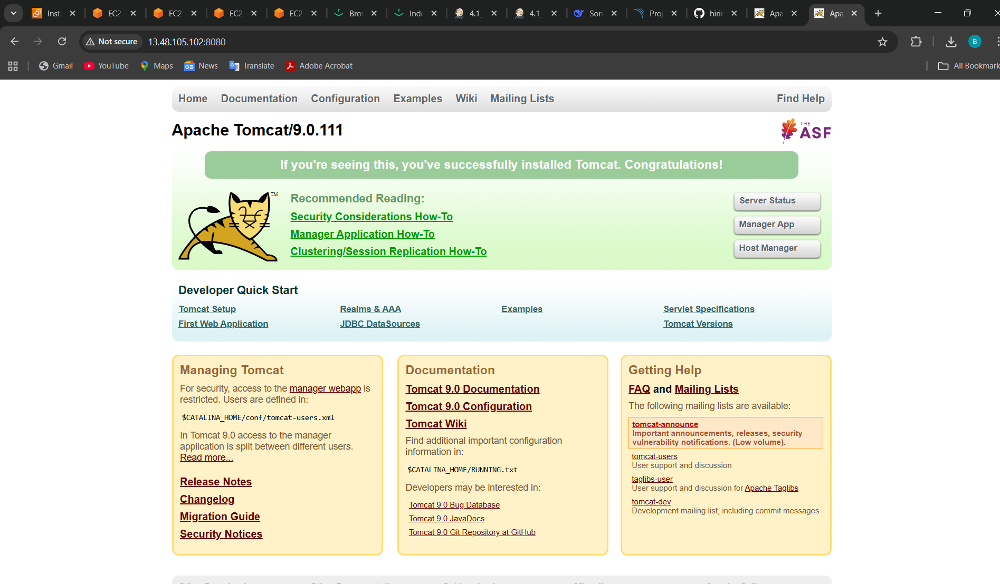 Insta
EC2
EC2
EC2
EC2
Bro
Inde
4.1_
4.1_
Son
Proj
hirin
Apa
Apa
Not secure
13.48.105.102:8080
B
Gmail
YouTube
Maps
News
Translate
Adobe Acrobat
All Bookmark
Home Documentation Configuration Examples Wiki Mailing Lists Find Help
Apache Tomcat/9.0.111
THE
ASF
If you're seeing this, you've successfully installed Tomcat. Congratulations!
TM
Recommended Reading:
Security Considerations How-To
Manager Application How-To
Clustering/Session Replication How-To
Server Status
Manager App
Host Manager
Developer Quick Start
Tomcat Setup
First Web Application
Realms & AAA
JDBC DataSources
Examples
Servlet Specifications
Tomcat Versions
Managing Tomcat
For security, access to the manager webapp is
restricted. Users are defined in:
$CATALINA_HOME/conf/tomcat-users.xml
In Tomcat 9.0 access to the manager
application is split between different users.
Read more...
Release Notes
Changelog
Migration Guide
Security Notices
Documentation
Tomcat 9.0 Documentation
Tomcat 9.0 Configuration
Tomcat Wiki
Find additional important configuration
information in:
$CATALINA_HOME/RUNNING.txt
Developers may be interested in:
Tomcat 9.0 Bug Database
Tomcat 9.0 JavaDocs
Tomcat 9.0 Git Repository at GitHub
Getting Help
FAQ and Mailing Lists
The following mailing lists are available:
tomcat-announce
Important announcements, releases, security
vulnerability notifications. (Low volume).
tomcat-users
User support and discussion
taglibs-user
User support and discussion for Apache Taglibs
tomcat-dev
Development mailing list, including commit messages